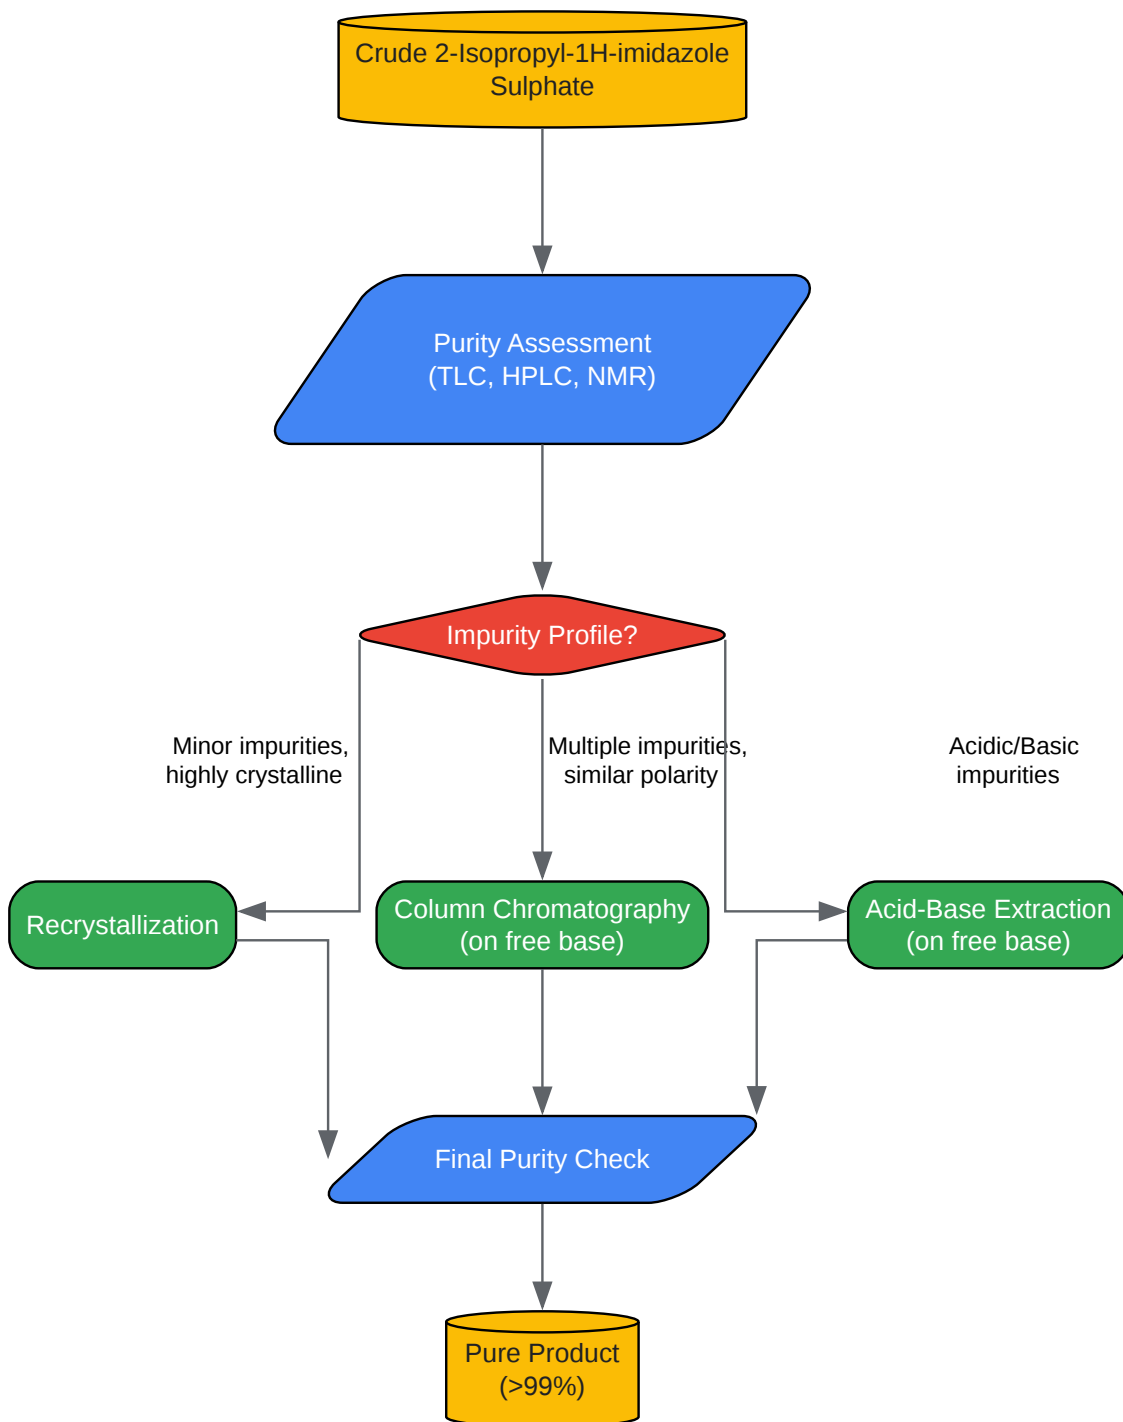 Crude 2-Isopropyl-1H-imidazole
Sulphate
Purity Assessment
(TLC, HPLC, NMR)
Impurity Profile?
Minor impurities,
highly crystalline
Multiple impurities,
similar polarity
Acidic/Basic
impurities
Recrystallization
Column Chromatography
(on free base)
Acid-Base Extraction
(on free base)
Final Purity Check
Pure Product
(>99%)